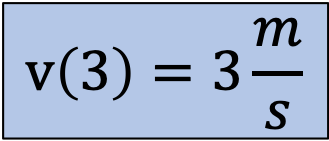 v(3) = 3 m/s